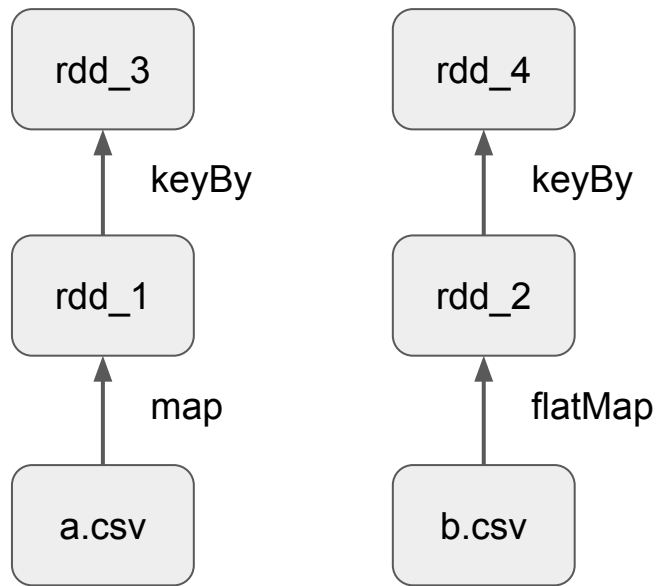 rdd_3
rdd_4
keyBy
keyBy
rdd_1
rdd_2
map
flatMap
a.csv
b.csv